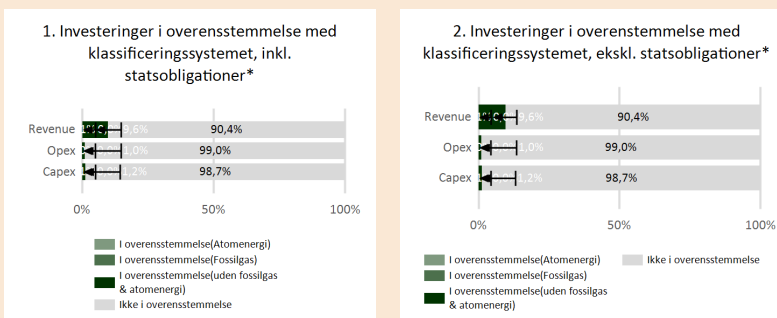 1. Investeringer i overensstemmelse med
klassificeringssystemet, inkl.
statsobligationer*
Revenue 9,6% 90,4%
Opex 1,0% 99,0%
Capex 1,2% 98,7%
0% 50% 100%
I overensstemmelse(Atomenergi)
I overensstemmelse(Fossilgas)
I overensstemmelse(uden fossilgas
& atomenergi)
Ikke i overensstemmelse
2. Investeringer i overenstemmelse med
klassificeringssystemet, ekskl. statsobligationer*
Revenue 9,6% 90,4%
Opex 1,0% 99,0%
Capex 1,2% 98,7%
0% 50% 100%
I overensstemmelse(Atomenergi) Ikke i overensstemmelse
I overensstemmelse(Fossilgas)
I overensstemmelse(uden fossilgas
& atomenergi)